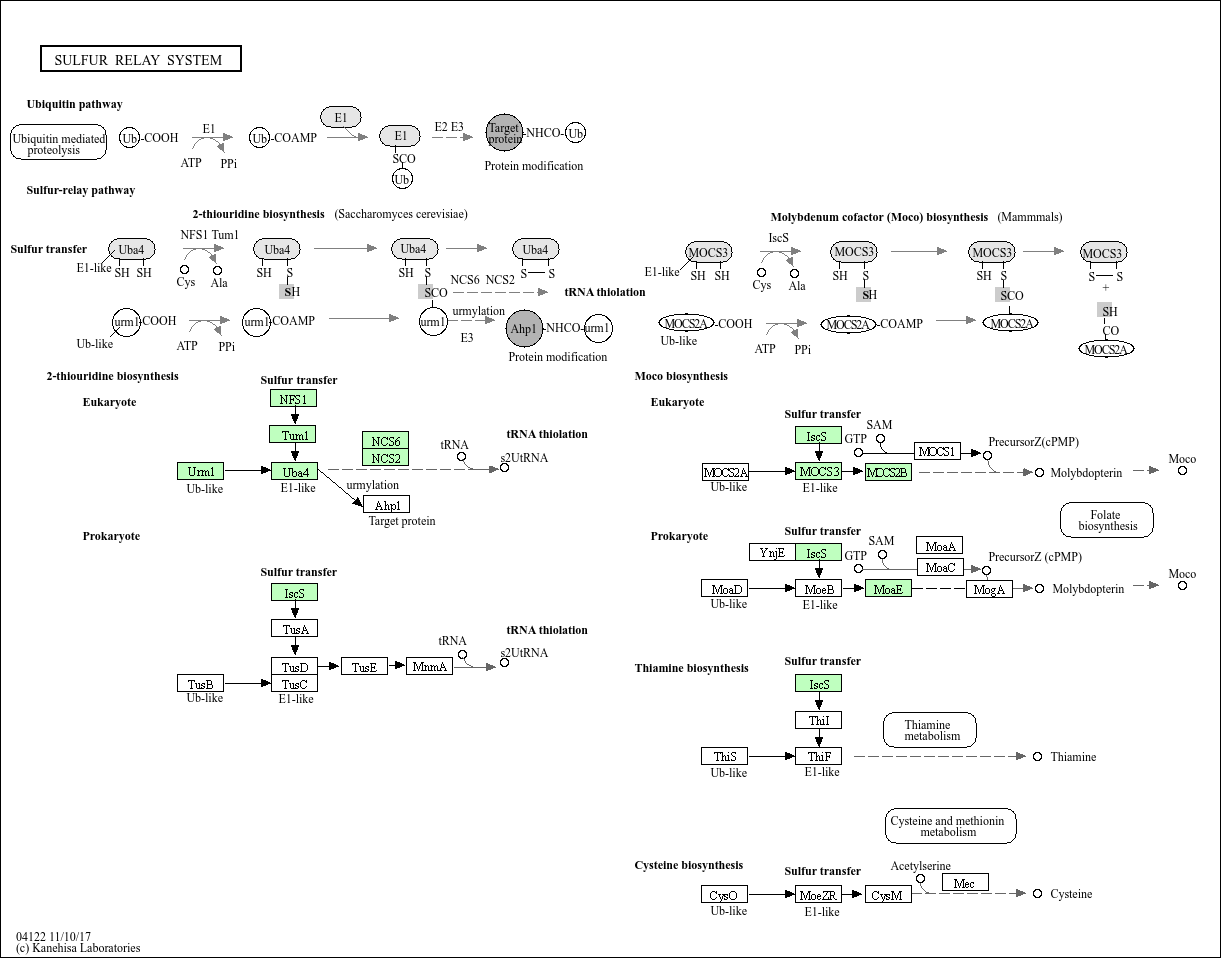 SULFUR RELAY SYSTEM
Ubiquitin pathway
Ubiquitin mediated
proteolysis
Ub
-COOH
E1
ATP
PPi
Ub
-COAMP
E1
E1
SCO
Ub
E2 E3
Target
protein
-NHCO-
Ub
Protein modification
Sulfur-relay pathway
2-thiouridine biosynthesis (Saccharomyces cerevisiae)
Sulfur transfer
Uba4
E1-like
SH SH
NFS1 Tum1
Cys
Ala
Uba4
SH S
SH
Uba4
SH S
SCO
Uba4
S S
NCS6 NCS2
tRNA thiolation
urm1
-COOH
Ub-like
ATP
PPi
urm1
-COAMP
urm1
urmylation
E3
Ahp1
-NHCO-
urm1
Protein modification
Molybdenum cofactor (Moco) biosynthesis (Mammmals)
MOCS3
E1-like
SH SH
IscS
Cys
Ala
MOCS3
SH S
SH
MOCS3
SH S
SCO
MOCS3
S S
+
SH
CO
MOCS2A
MOCS2A
-COOH
Ub-like
ATP
PPi
MOCS2A
-COAMP
MOCS2A
2-thiouridine biosynthesis
Eukaryote
Sulfur transfer
NFS1
Tum1
Urm1
Ub-like
Uba4
E1-like
NCS6
NCS2
tRNA
tRNA thiolation
s2UtRNA
urmylation
Ahp1
Target protein
Prokaryote
Sulfur transfer
IscS
TusA
TusD
TusC
E1-like
TusB
Ub-like
TusE
MnmA
tRNA
tRNA thiolation
s2UtRNA
Moco biosynthesis
Eukaryote
Sulfur transfer
IscS
GTP
SAM
MOCS1
PrecursorZ(cPMP)
MOCS2A
Ub-like
MOCS3
E1-like
MOCS2B
Molybdopterin
Moco
Folate
biosynthesis
Prokaryote
Sulfur transfer
YnjE
IscS
GTP
SAM
MoaA
MoaC
PrecursorZ (cPMP)
MoaD
Ub-like
MoeB
E1-like
MoaE
MogA
Molybdopterin
Moco
Thiamine biosynthesis
Sulfur transfer
IscS
ThiI
ThiS
Ub-like
ThiF
E1-like
Thiamine
metabolism
Thiamine
Cysteine and methionin
metabolism
Cysteine biosynthesis
Sulfur transfer
Acetylserine
Mec
CysO
Ub-like
MoeZR
E1-like
CysM
Cysteine
04122 11/10/17
(c) Kanehisa Laboratories